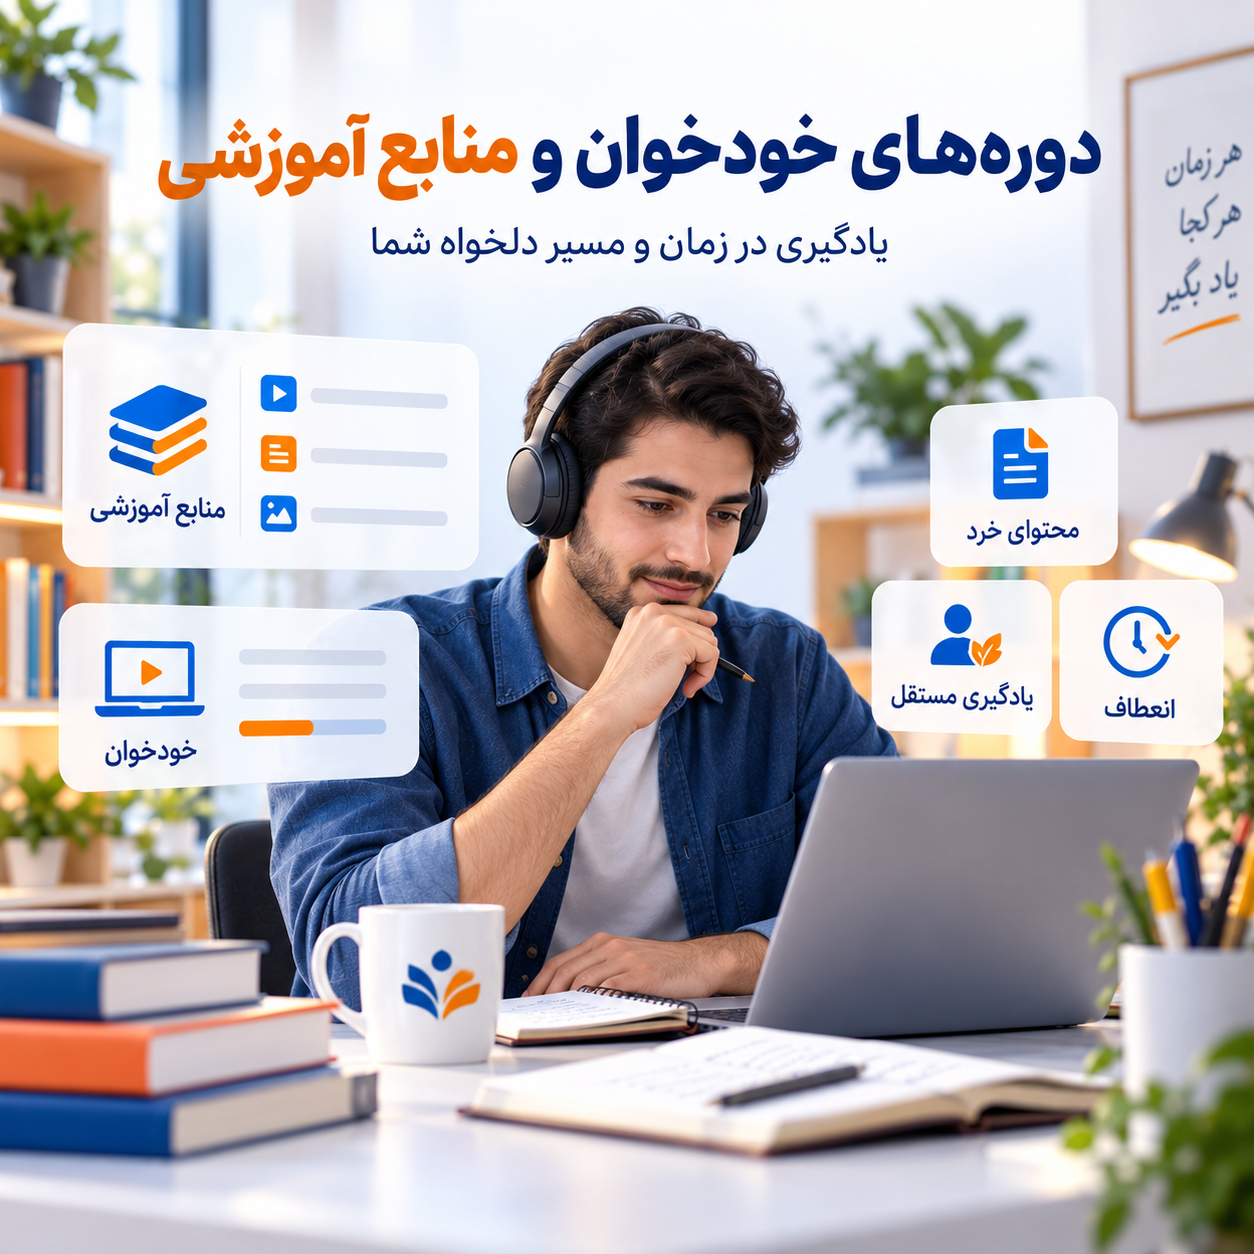 دوره‌های خودخوان و منابع آموزشی
یادگیری در زمان و مسیر دلخواه شما
هر زمان
هر کجا
یاد بگیر
منابع آموزشی
خودخوان
محتوای خرد
یادگیری مستقل
انعطاف